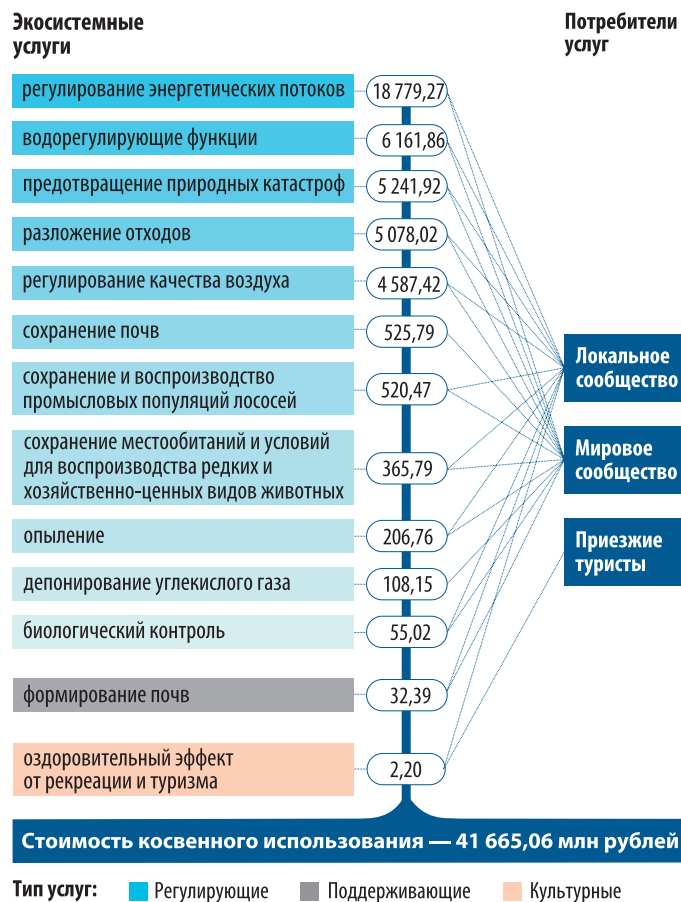 Экосистемные
услуги
Потребители
услуг
регулирование энергетических потоков
18 779,27
водорегулирующие функции
6 161,86
предотвращение природных катастроф
5 241,92
разложение отходов
5 078,02
регулирование качества воздуха
4 587,42
сохранение почв
525,79
сохранение и воспроизводство
промысловых популяций лососей
520,47
сохранение местообитаний и условий
для воспроизводства редких и
хозяйственно-ценных видов животных
365,79
опыление
206,76
депонирование углекислого газа
108,15
биологический контроль
55,02
формирование почв
32,39
оздоровительный эффект
от рекреации и туризма
2,20
Локальное
сообщество
Мировое
сообщество
Приезжие
туристы
Стоимость косвенного использования — 41 665,06 млн рублей
Тип услуг: Регулирующие Поддерживающие Культурные